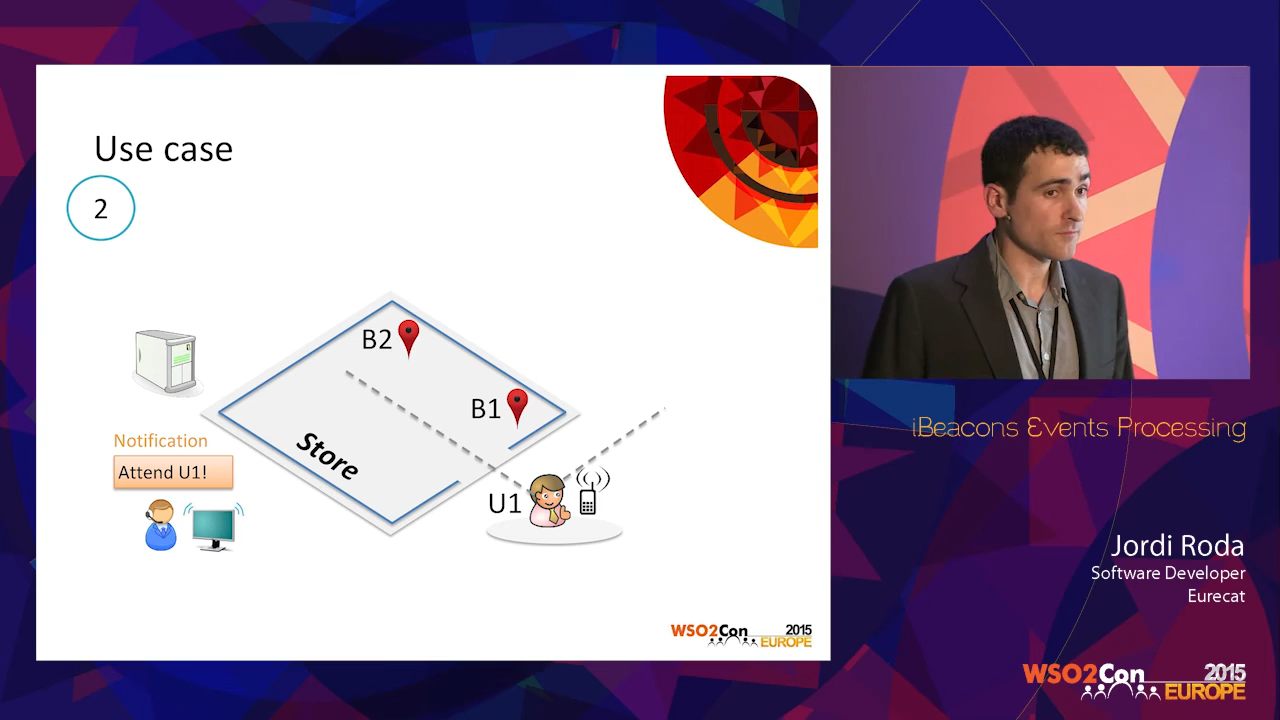 Use case
2
B2
B1
Store
U1
Notification
Attend U1!
WSO2Con 2015
EUROPE
iBeacons Events Processing
Jordi Roda
Software Developer
Eurecat
WSO2Con 2015
EUROPE